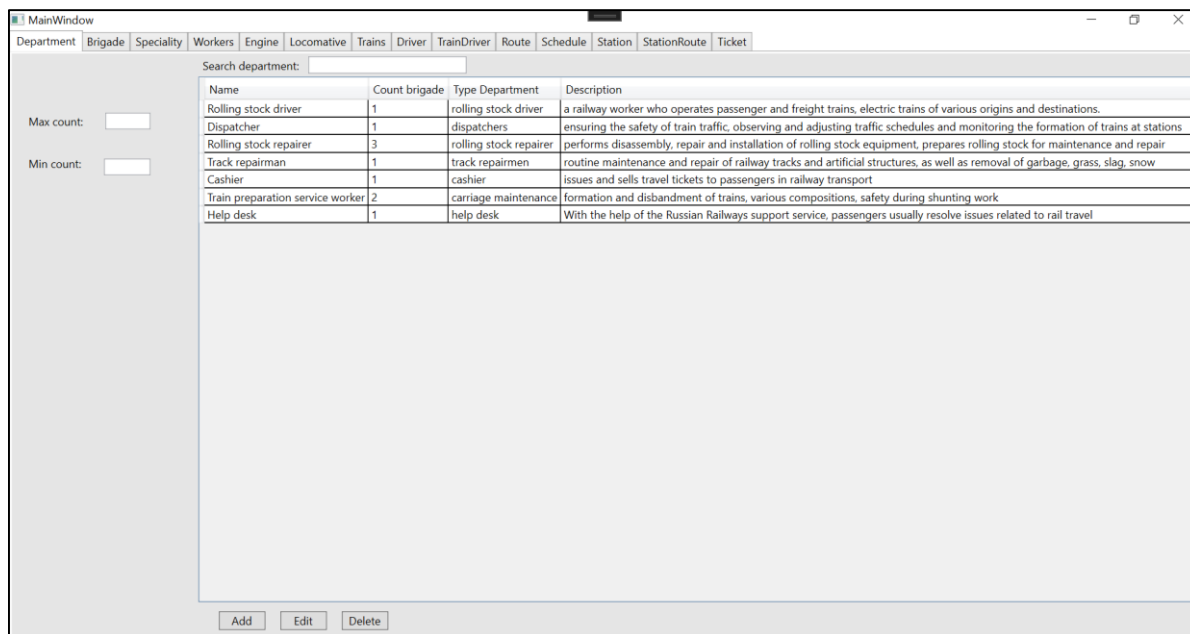 MainWindow
Department Brigade Speciality Workers Engine Locomative Trains Driver TrainDriver Route Schedule Station StationRoute Ticket
Search department:
Max count:
Min count:
Name Count brigade Type Department Description
Rolling stock driver 1 rolling stock driver a railway worker who operates passenger and freight trains, electric trains of various origins and destinations.
Dispatcher 1 dispatchers ensuring the safety of train traffic, observing and adjusting traffic schedules and monitoring the formation of trains at stations
Rolling stock repairer 3 rolling stock repairer performs disassembly, repair and installation of rolling stock equipment, prepares rolling stock for maintenance and repair
Track repairman 1 track repairmen routine maintenance and repair of railway tracks and artificial structures, as well as removal of garbage, grass, slag, snow
Cashier 1 cashier issues and sells travel tickets to passengers in railway transport
Train preparation service worker 2 carriage maintenance formation and disbandment of trains, various compositions, safety during shunting work
Help desk 1 help desk With the help of the Russian Railways support service, passengers usually resolve issues related to rail travel
Add Edit Delete